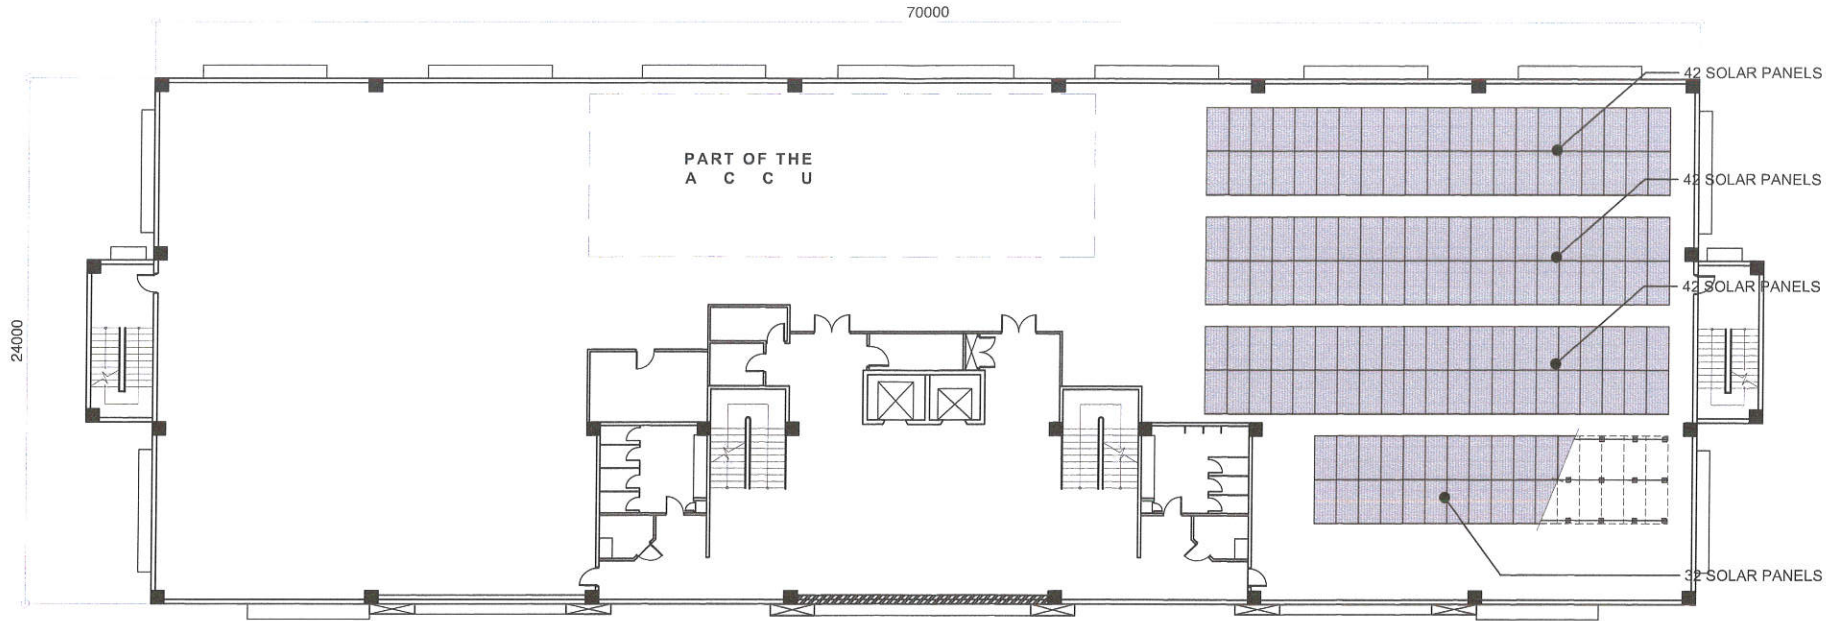 70000
42 SOLAR PANELS
PART OF THE
A C C U
42 SOLAR PANELS
42 SOLAR PANELS
24000
32 SOLAR PANELS